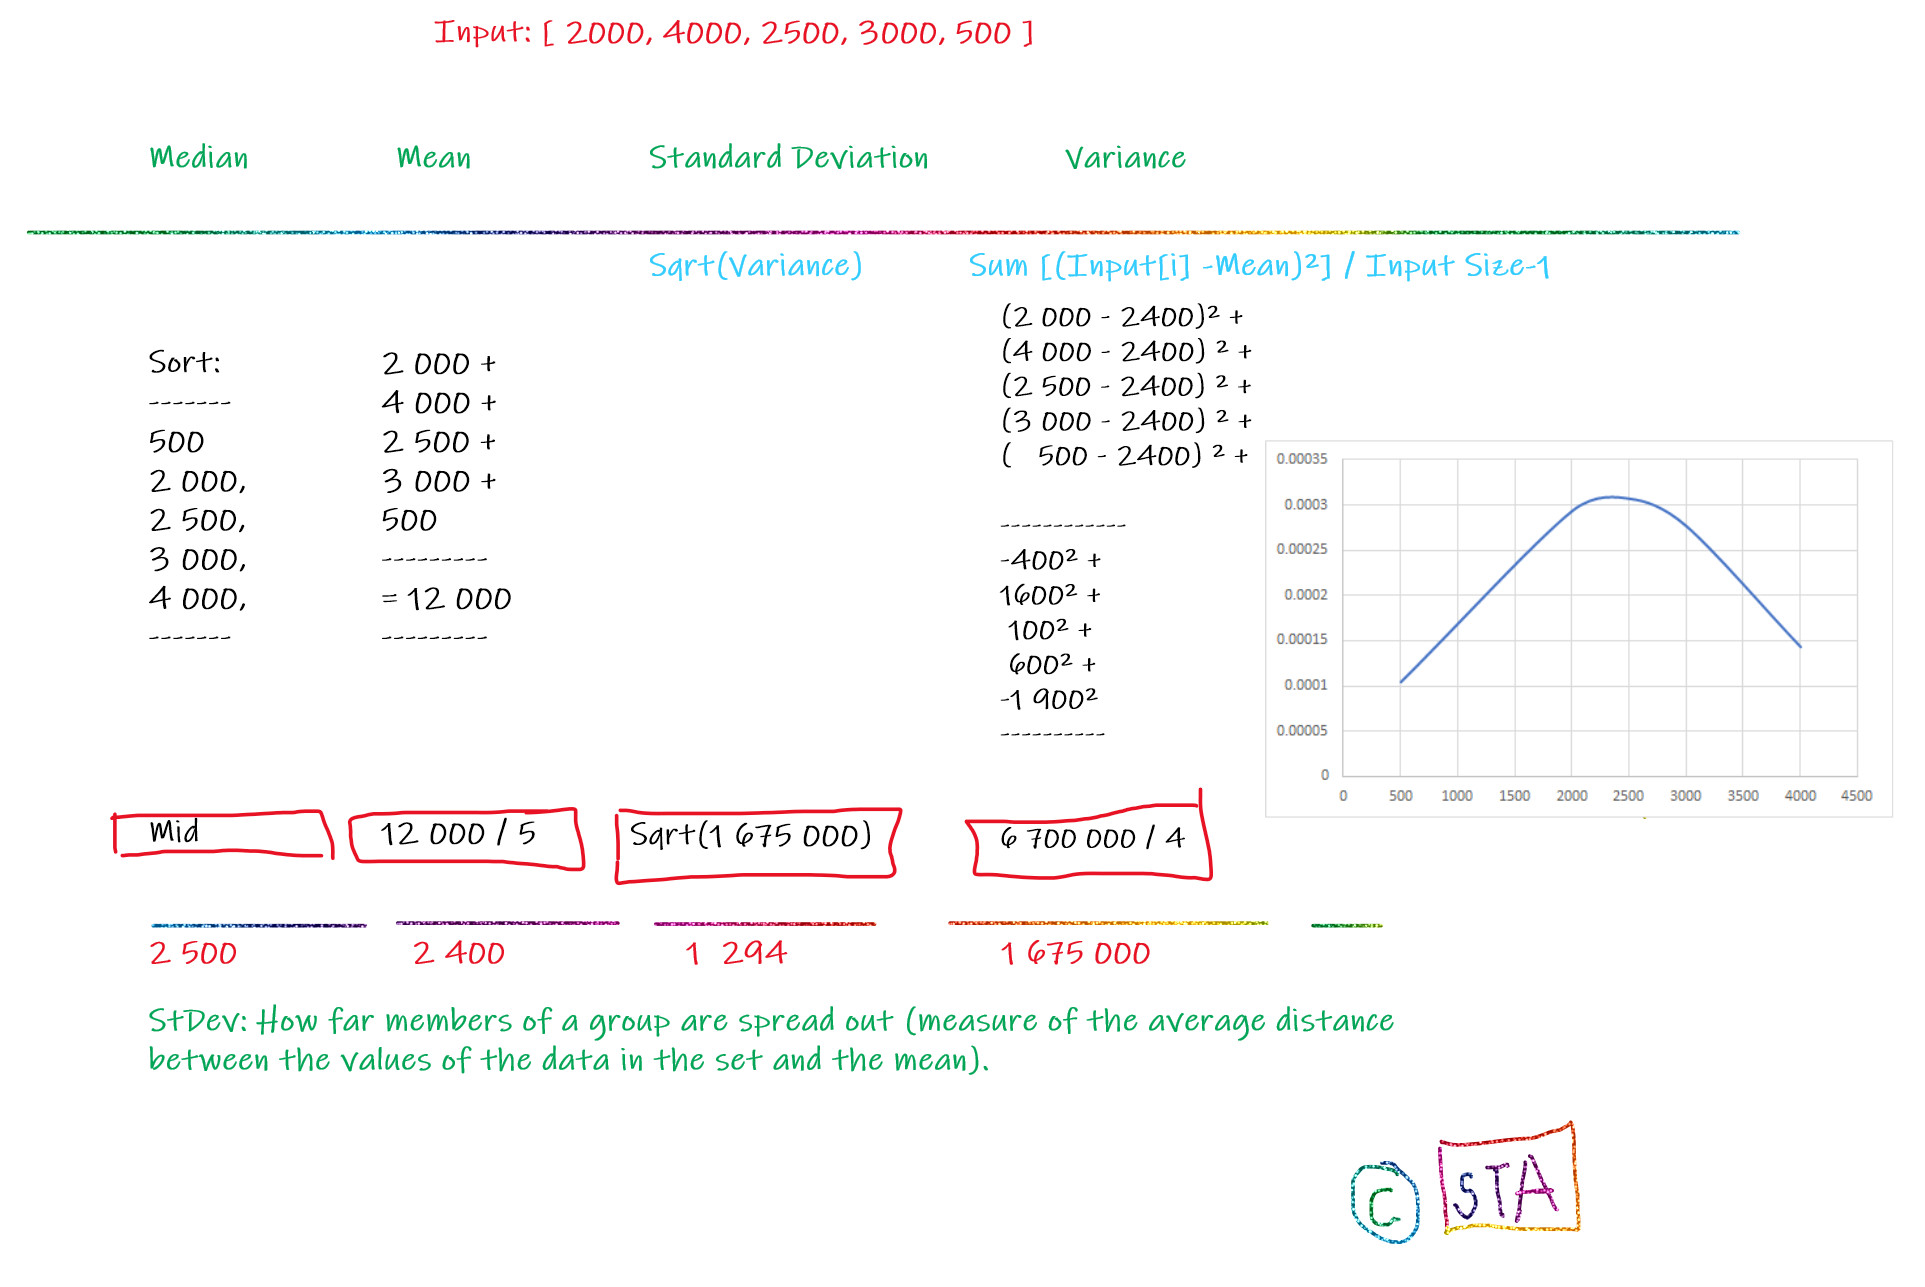 Input: [ 2000, 4000, 2500, 3000, 500 ]
Median Mean Standard Deviation Variance
Sqrt(Variance) Sum [(Input[i] -Mean)²] / Input Size-1
Sort:
-------
500
2 000,
2 500,
3 000,
4 000,
-------
2 000 +
4 000 +
2 500 +
3 000 +
500
---------
= 12 000
---------
(2 000 - 2400)² +
(4 000 - 2400) ² +
(2 500 - 2400) ² +
(3 000 - 2400) ² +
( 500 - 2400) ² +
------------
-400² +
1600² +
100² +
600² +
-1 900²
----------
0.00035
0.0003
0.00025
0.0002
0.00015
0.0001
0.00005
0
0 500 1000 1500 2000 2500 3000 3500 4000 4500
Mid 12 000 / 5 Sqrt(1 675 000) 6 700 000 / 4
2 500 2 400 1 294 1 675 000
StDev: How far members of a group are spread out (measure of the average distance
between the values of the data in the set and the mean).
C STA